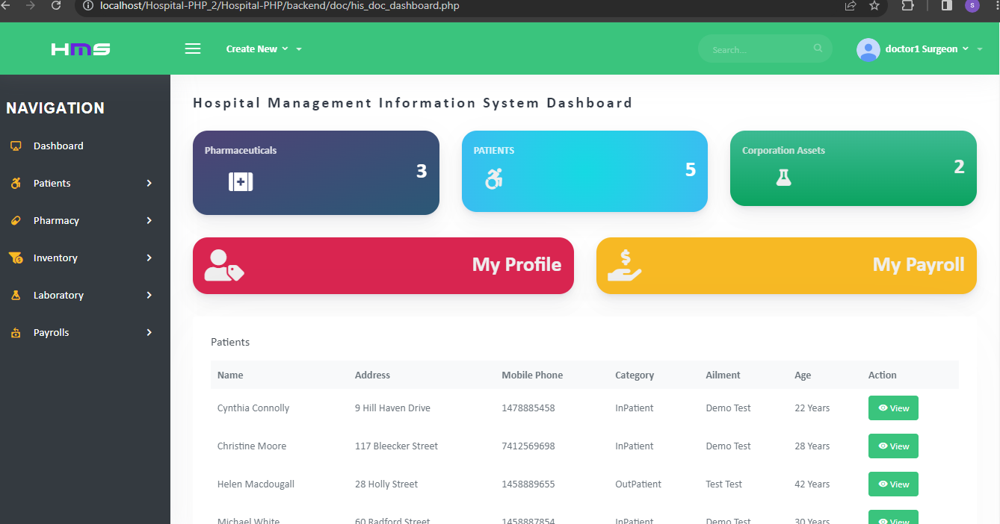 localhost/Hospital-PHP_2/Hospital-PHP/backend/doc/his_doc_dashboard.php
S
HMS
Create New
Search...
doctor1 Surgeon
NAVIGATION
Dashboard
Patients
Pharmacy
Inventory
Laboratory
Payrolls
Hospital Management Information System Dashboard
Pharmaceuticals
3
PATIENTS
5
Corporation Assets
2
My Profile
My Payroll
Patients
Name Address Mobile Phone Category Ailment Age Action
Cynthia Connolly 9 Hill Haven Drive 1478885458 InPatient Demo Test 22 Years View
Christine Moore 117 Bleecker Street 7412569698 InPatient Demo Test 28 Years View
Helen Macdougall 28 Holly Street 1458889655 OutPatient Test Test 42 Years View
Michael White 60 Radford Street 1458887854 InPatient Demo Test 30 Years View